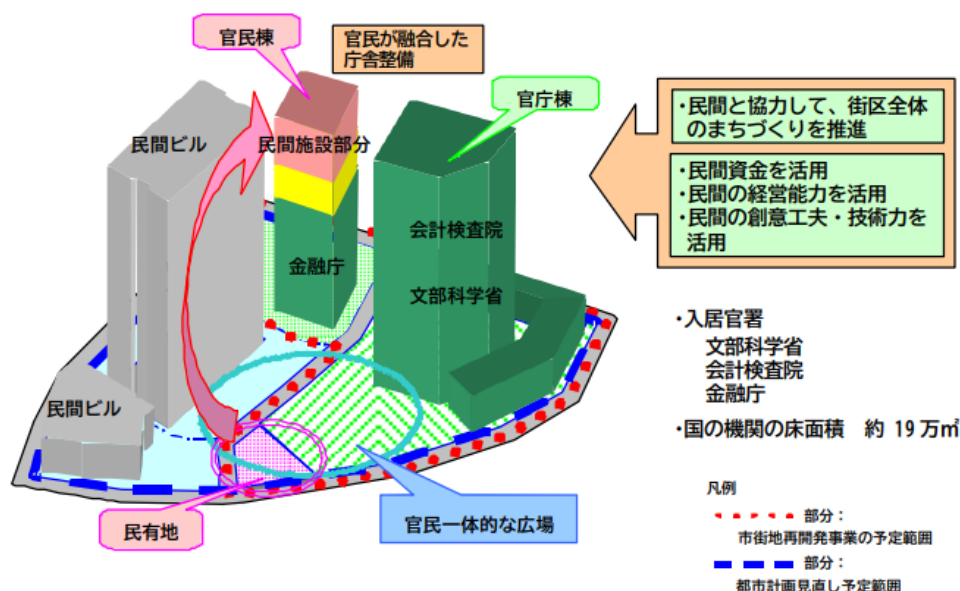 官民棟
官民が融合した
庁舎整備
官庁棟
民間ビル
民間施設部分
・民間と協力して、街区全体
のまちづくりを推進
・民間資金を活用
・民間の経営能力を活用
・民間の創意工夫・技術力を
活用
会計検査院
金融庁
文部科学省
・入居官署
文部科学省
会計検査院
金融庁
民間ビル
・国の機関の床面積 約 19万㎡
民有地
官民一体的な広場
凡例
部分：
市街地再開発事業の予定範囲
部分：
都市計画見直し予定範囲